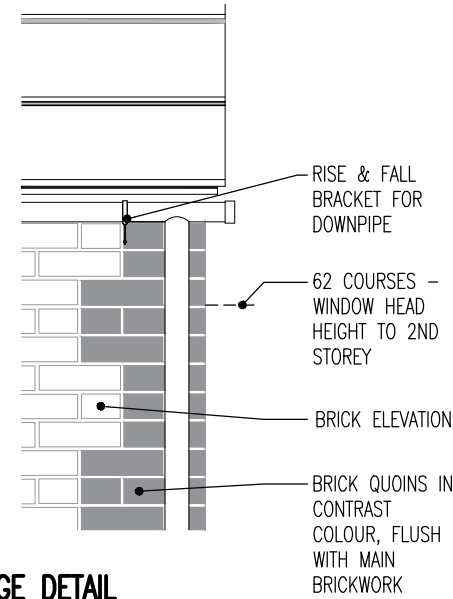 RISE & FALL
BRACKET FOR
DOWNPIPE
62 COURSES –
WINDOW HEAD
HEIGHT TO 2ND
STOREY
BRICK ELEVATION
BRICK QUOINS IN
CONTRAST
COLOUR, FLUSH
WITH MAIN
BRICKWORK
DETAIL